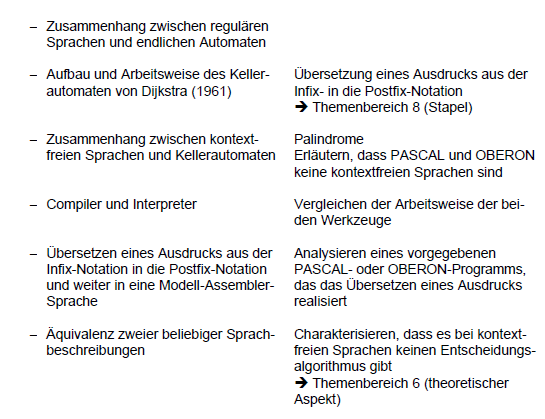 – Zusammenhang zwischen regulären
Sprachen und endlichen Automaten
– Aufbau und Arbeitsweise des Keller-
automaten von Dijkstra (1961)
Übersetzung eines Ausdrucks aus der
Infix- in die Postfix-Notation
➔ Themenbereich 8 (Stapel)
– Zusammenhang zwischen kontext-
freien Sprachen und Kellerautomaten
Palindrome
Erläutern, dass PASCAL und OBERON
keine kontextfreien Sprachen sind
– Compiler und Interpreter
Vergleichen der Arbeitsweise der bei-
den Werkzeuge
– Übersetzen eines Ausdrucks aus der
Infix-Notation in die Postfix-Notation
und weiter in eine Modell-Assembler-
Sprache
Analysieren eines vorgegebenen
PASCAL- oder OBERON-Programms,
das das Übersetzen eines Ausdrucks
realisiert
– Äquivalenz zweier beliebiger Sprach-
beschreibungen
Charakterisieren, dass es bei kontext-
freien Sprachen keinen Entscheidungs-
algorithmus gibt
➔ Themenbereich 6 (theoretischer
Aspekt)